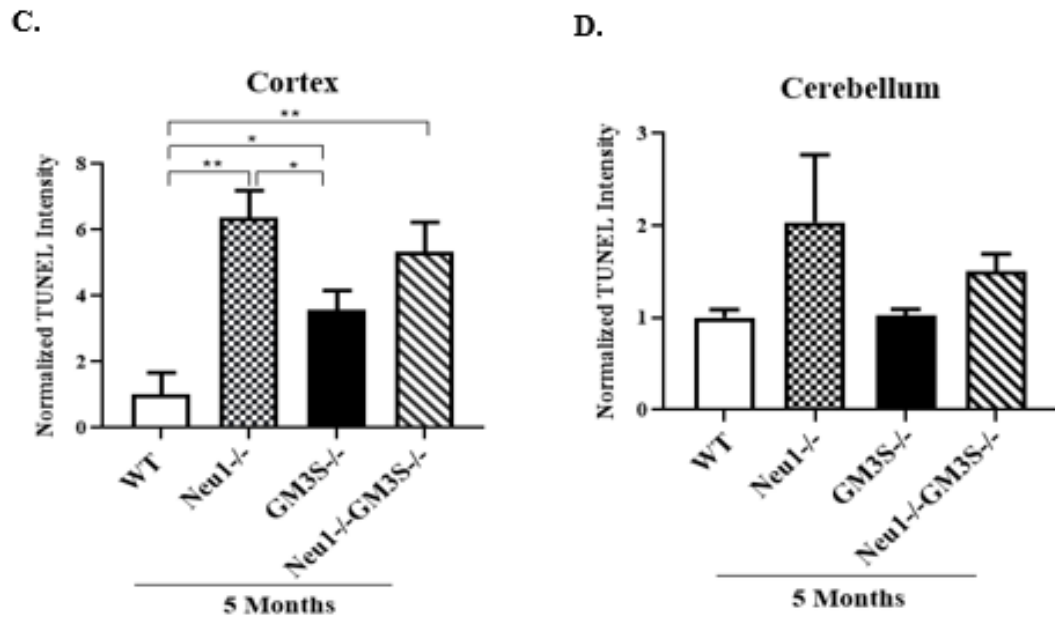 C.
Cortex
**
*
** *
Normalized TUNEL Intensity
8
6
4
2
0
WT
Neu1-/-
GM3S-/-
Neu1-/-GM3S-/-
5 Months
D.
Cerebellum
Normalized TUNEL Intensity
3
2
1
0
WT
Neu1-/-
GM3S-/-
Neu1-/-GM3S-/-
5 Months